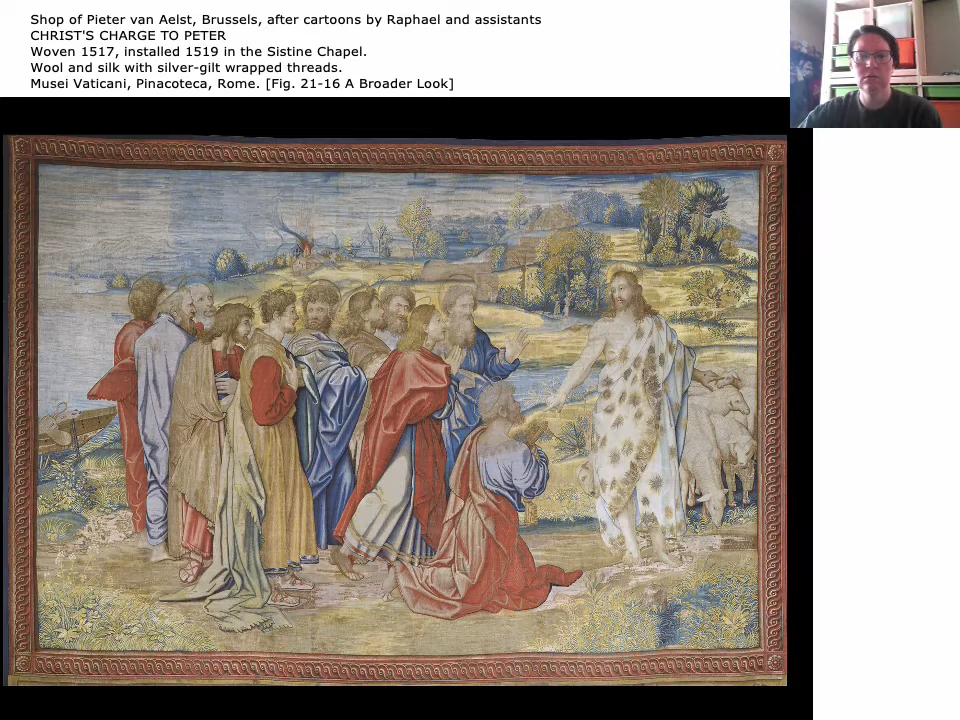 Shop of Pieter van Aelst, Brussels, after cartoons by Raphael and assistants
CHRIST'S CHARGE TO PETER
Woven 1517, installed 1519 in the Sistine Chapel.
Wool and silk with silver-gilt wrapped threads.
Musei Vaticani, Pinacoteca, Rome. [Fig. 21-16 A Broader Look]